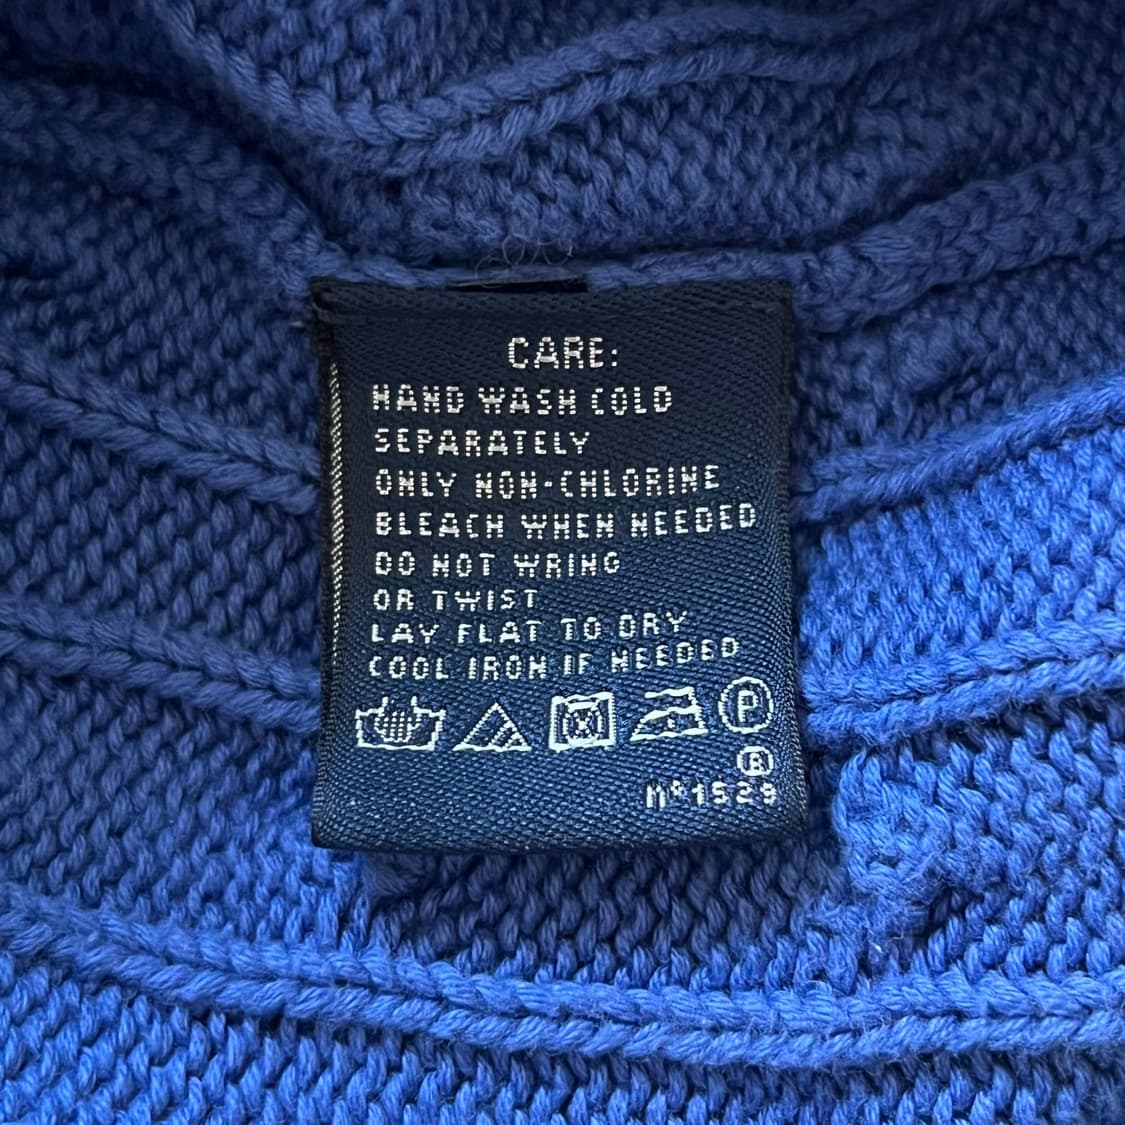 CARE:
HAND WASH COLD
SEPARATELY
ONLY NON-CHLORINE
BLEACH WHEN NEEDED
DO NOT WRING
OR TWIST
LAY FLAT TO DRY
COOL IRON IF NEEDED
P
N° 1529